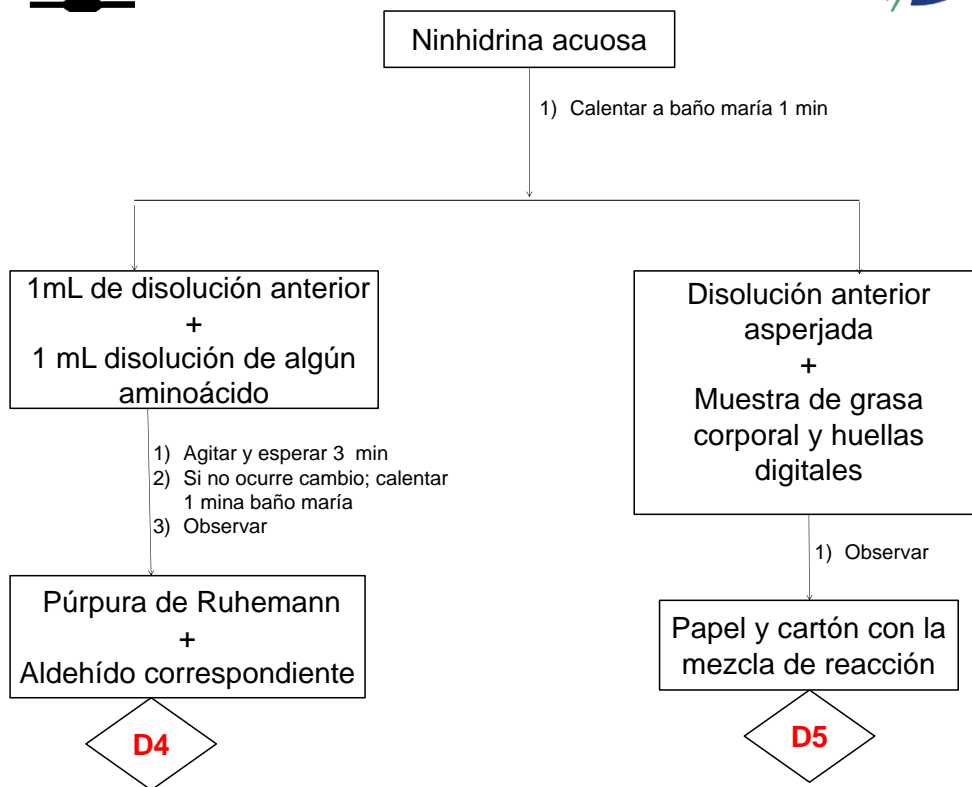 Ninhidrina acuosa
1) Calentar a baño maría 1 min
1mL de disolución anterior
+
1 mL disolución de algún
aminoácido
1) Agitar y esperar 3 min
2) Si no ocurre cambio; calentar
1 mina baño maría
3) Observar
Púrpura de Ruhemann
+
Aldehído correspondiente
D4
Disolución anterior
asperjada
+
Muestra de grasa
corporal y huellas
digitales
1) Observar
Papel y cartón con la
mezcla de reacción
D5